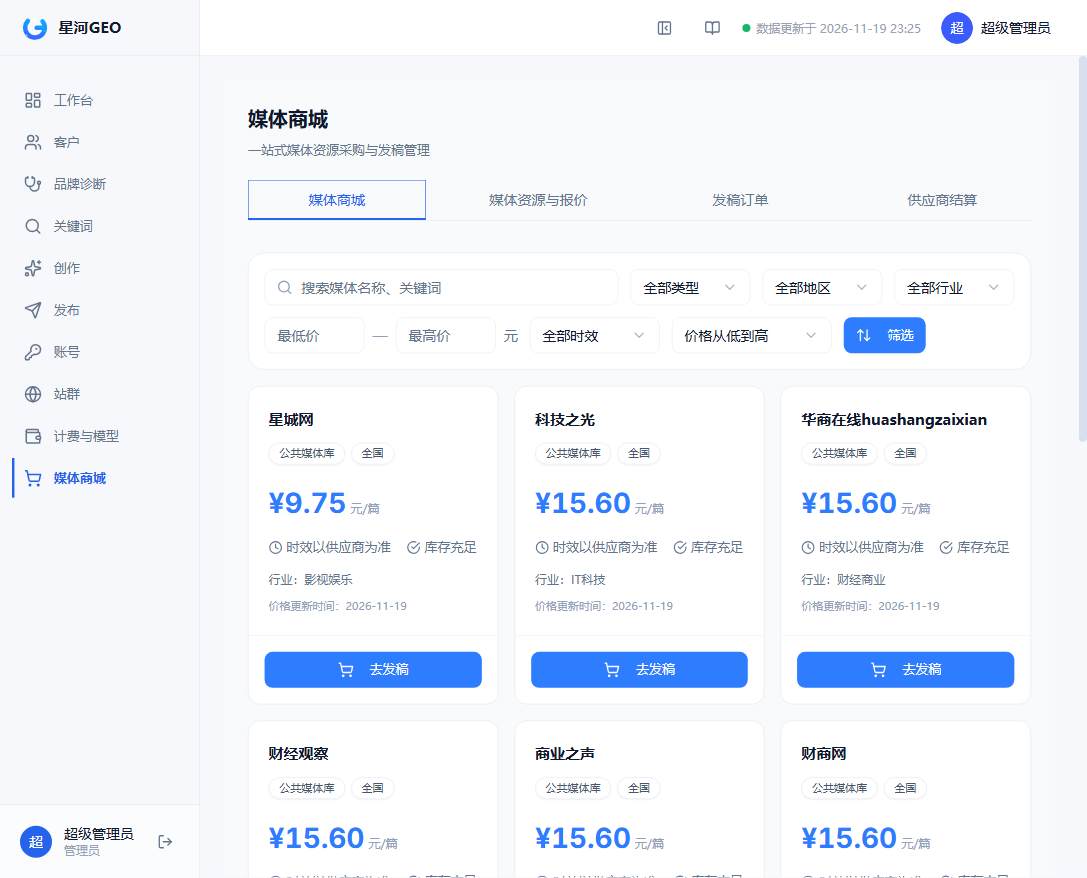 星河GEO
数据更新于 2026-11-19 23:25
超
超级管理员
工作台
客户
品牌诊断
关键词
创作
发布
账号
站群
计费与模型
媒体商城
超
超级管理员
管理员
媒体商城
一站式媒体资源采购与发稿管理
媒体商城 媒体资源与报价 发稿订单 供应商结算
搜索媒体名称、关键词 全部类型 全部地区 全部行业
最低价 — 最高价 元 全部时效 价格从低到高 筛选
星城网
公共媒体库 全国
¥9.75 元/篇
时效以供应商为准 库存充足
行业：影视娱乐
价格更新时间：2026-11-19
去发稿
科技之光
公共媒体库 全国
¥15.60 元/篇
时效以供应商为准 库存充足
行业：IT科技
价格更新时间：2026-11-19
去发稿
华商在线huashangzaixian
公共媒体库 全国
¥15.60 元/篇
时效以供应商为准 库存充足
行业：财经商业
价格更新时间：2026-11-19
去发稿
财经观察
公共媒体库 全国
¥15.60 元/篇
商业之声
公共媒体库 全国
¥15.60 元/篇
财商网
公共媒体库 全国
¥15.60 元/篇